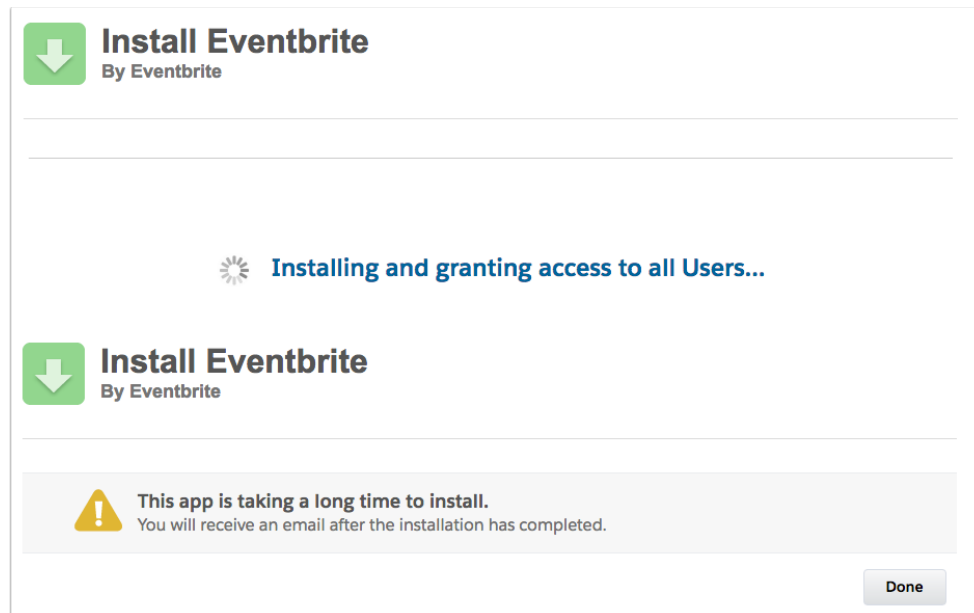 Install Eventbrite
By Eventbrite
Installing and granting access to all Users...
Install Eventbrite
By Eventbrite
This app is taking a long time to install.
You will receive an email after the installation has completed.
Done